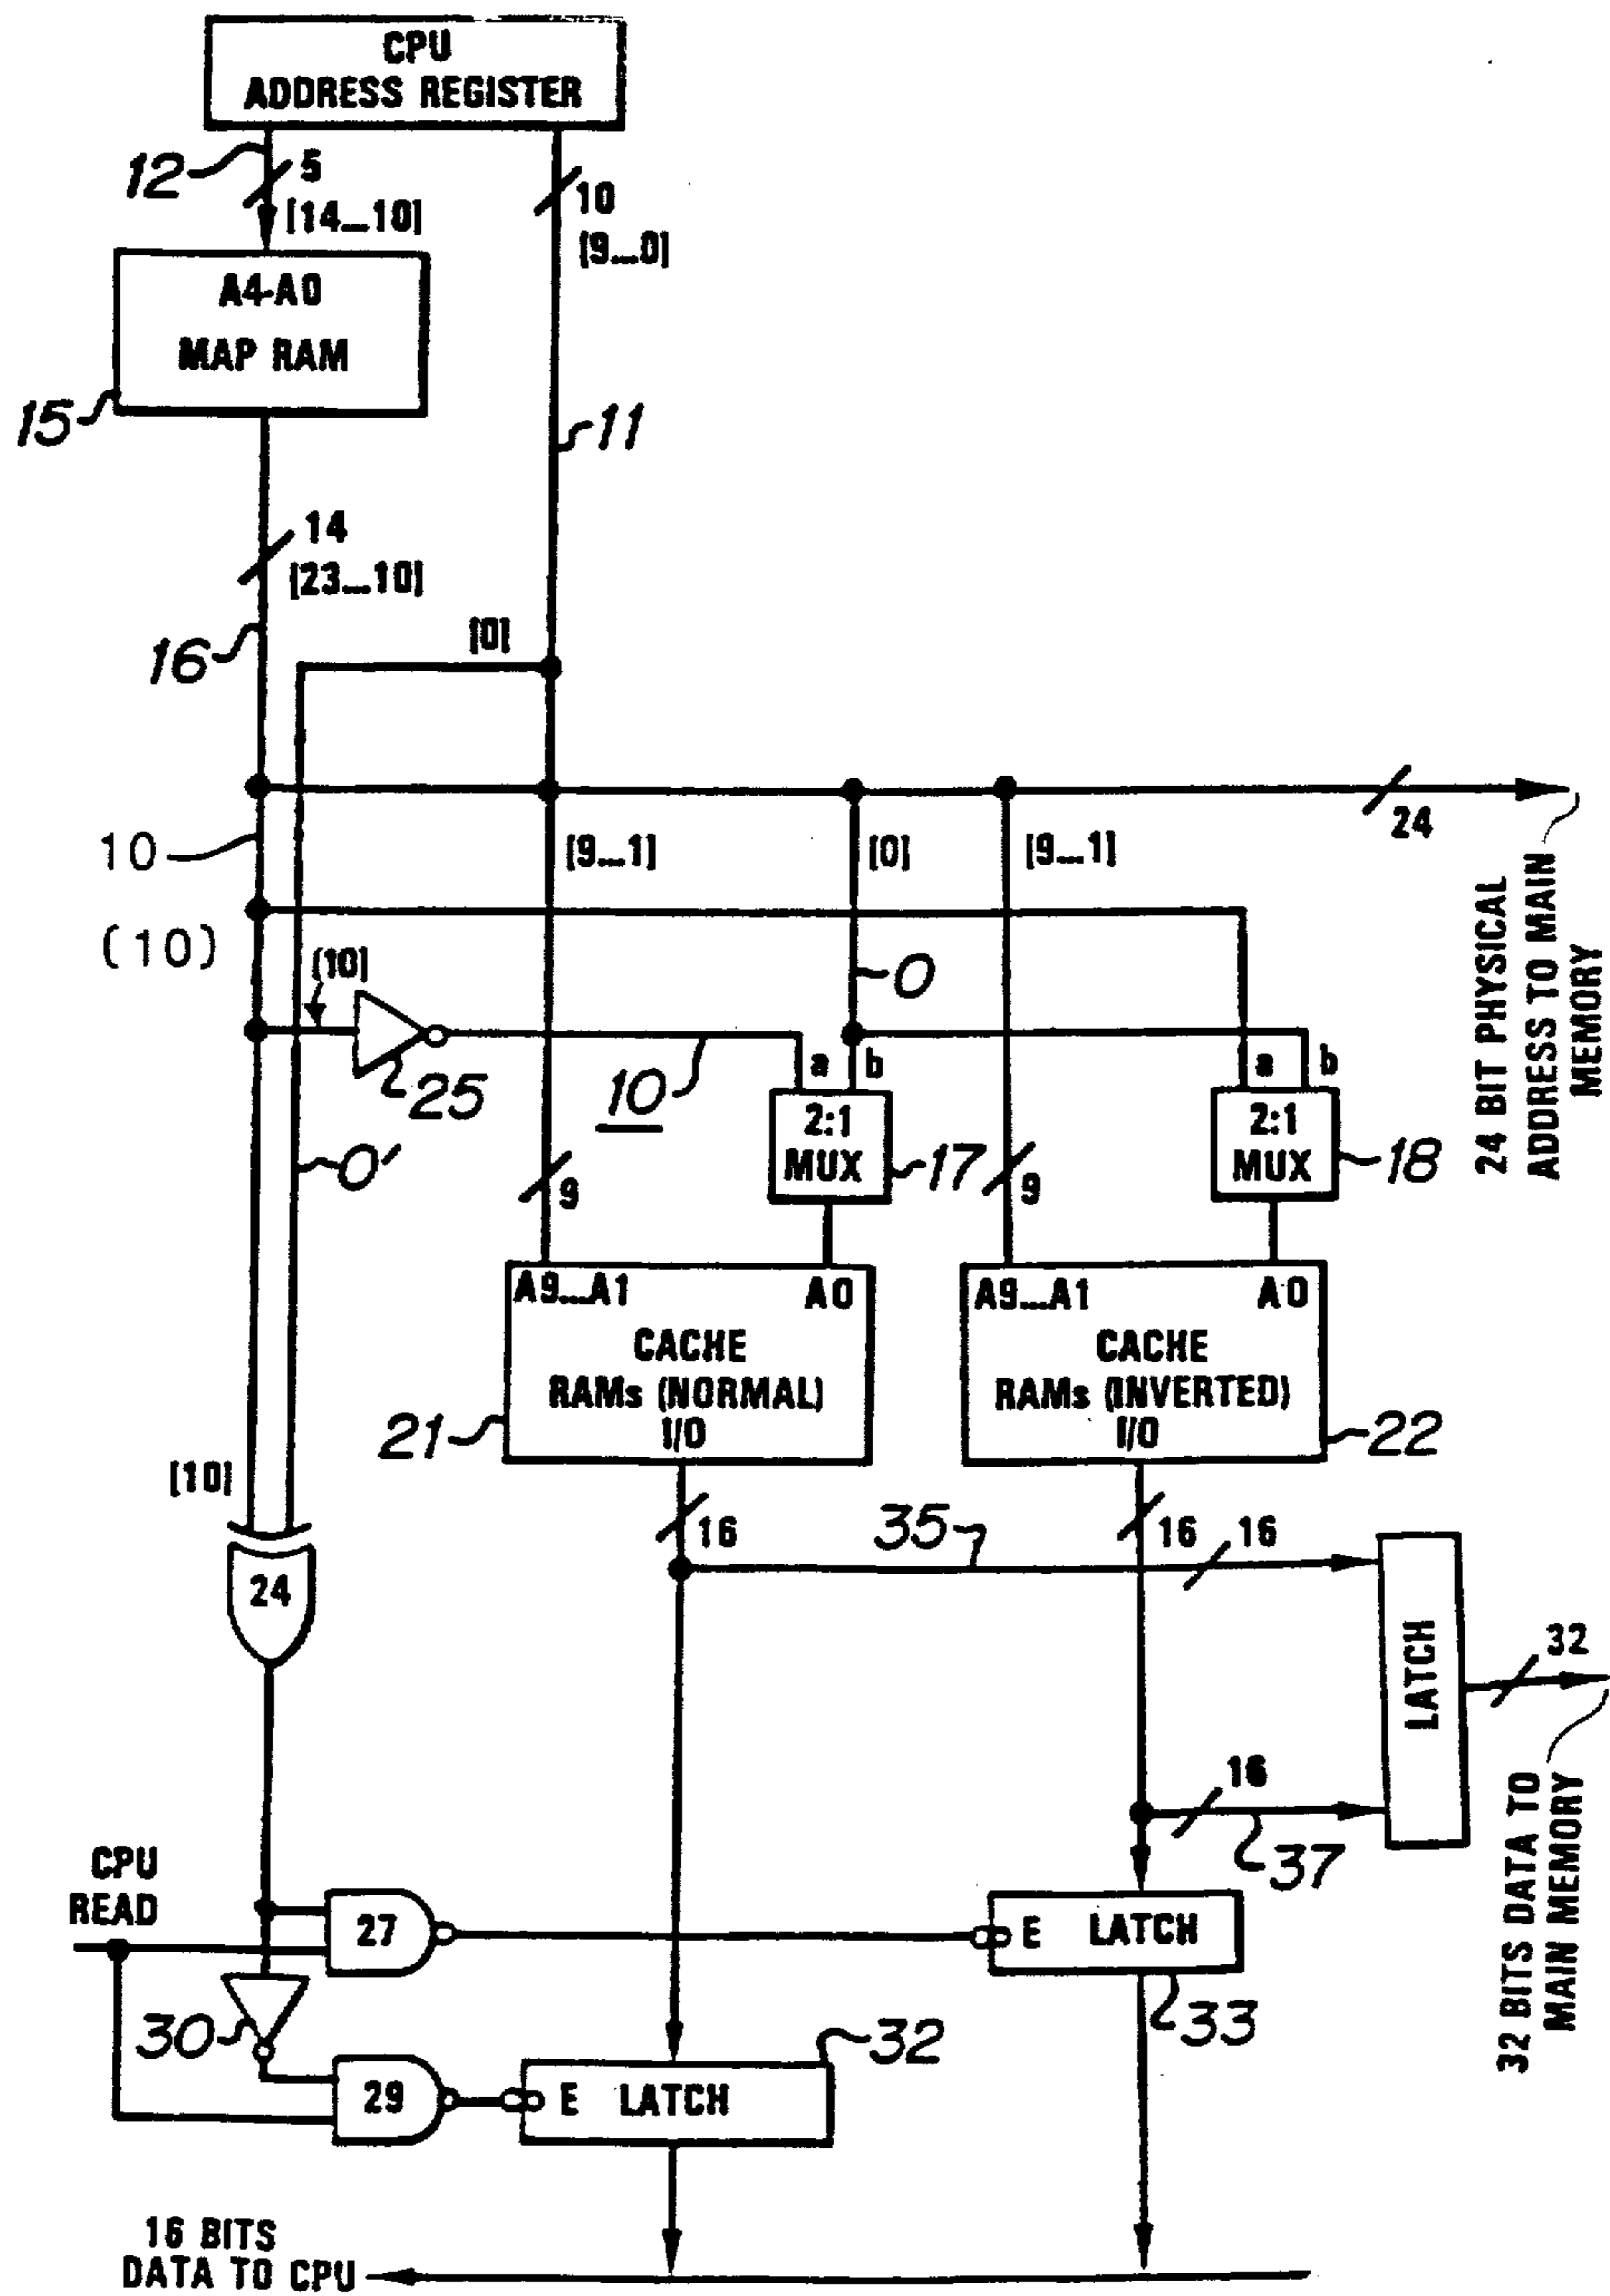 CPU
ADDRESS REGISTER
12
5
[14...10]
10
[9...0]
A4-A0
MAP RAM
15
11
14
[23...10]
16
[0]
24
10
[9...1]
[0]
[9...1]
(10)
[10]
0
25
10
a
b
a
b
2:1
MUX
17
2:1
MUX
18
0'
9
9
24 BIT PHYSICAL
ADDRESS TO MAIN
MEMORY
A9...A1
A0
CACHE
RAMs (NORMAL)
I/O
21
A9...A1
A0
CACHE
RAMs (INVERTED)
I/O
22
[10]
16
35
16
16
24
LATCH
32
16
37
32 BITS DATA TO
MAIN MEMORY
CPU
READ
27
E LATCH
33
30
29
E LATCH
32
16 BITS
DATA TO CPU